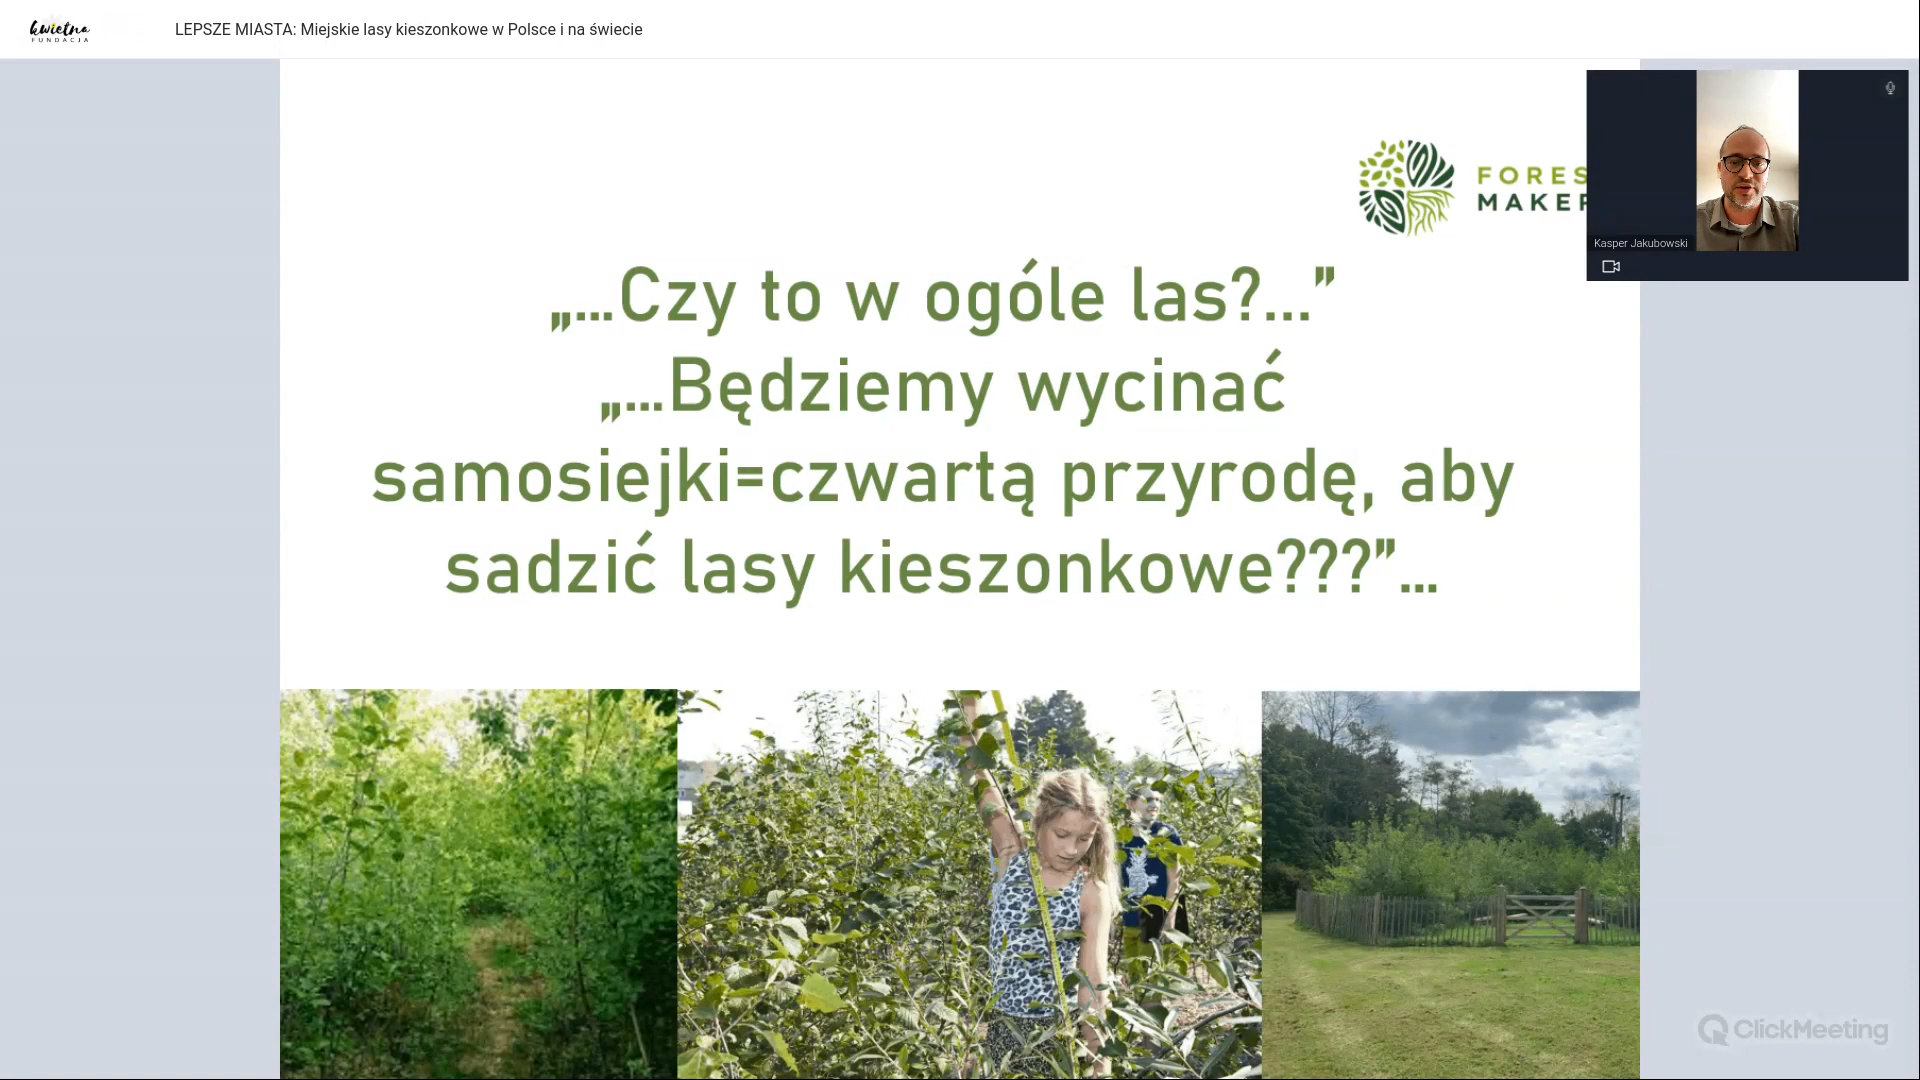 kwietna
FUNDACJA
LEPSZE MIASTA: Miejskie lasy kieszonkowe w Polsce i na świecie
FORES
MAKER
Kasper Jakubowski
„...Czy to w ogóle las?...”
„...Będziemy wycinać
samosiejki=czwartą przyrodę, aby
sadzić lasy kieszonkowe???”...
ClickMeeting